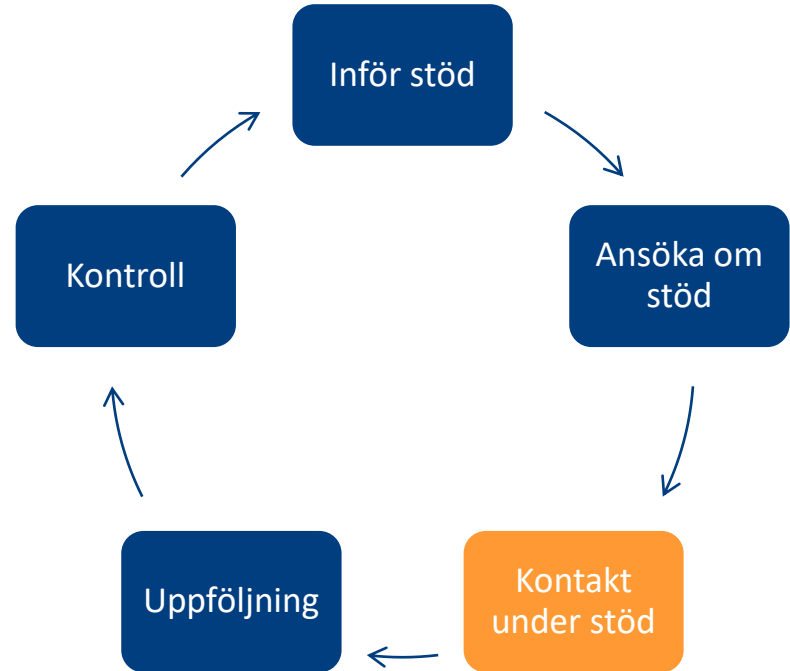 Inför stöd
Ansöka om
stöd
Kontakt
under stöd
Uppföljning
Kontroll